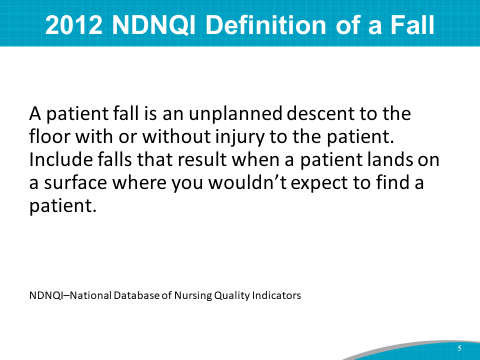 2012 NDNQI Definition of a Fall
A patient fall is an unplanned descent to the
floor with or without injury to the patient.
Include falls that result when a patient lands on
a surface where you wouldn’t expect to find a
patient.
NDNQI–National Database of Nursing Quality Indicators
5